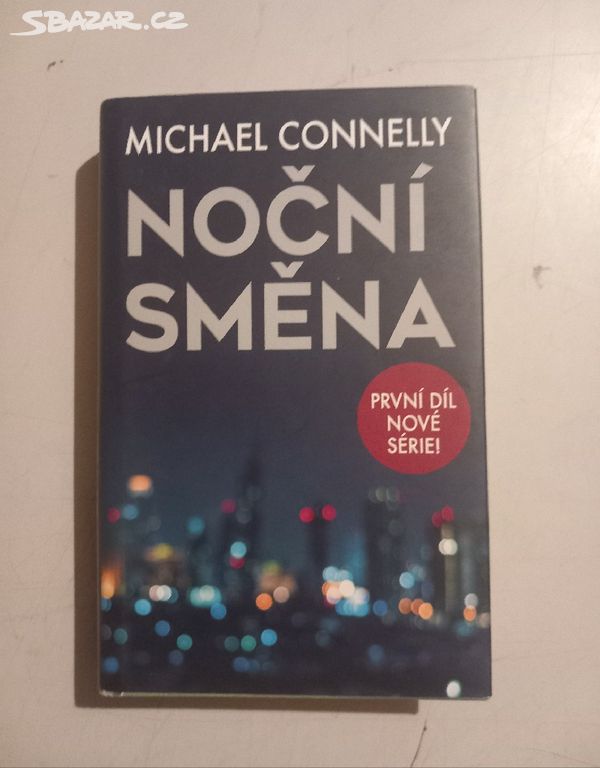 SBAZAR.CZ
MICHAEL CONNELLY
NOČNÍ
SMĚNA
PRVNÍ DÍL
NOVÉ
SÉRIE!